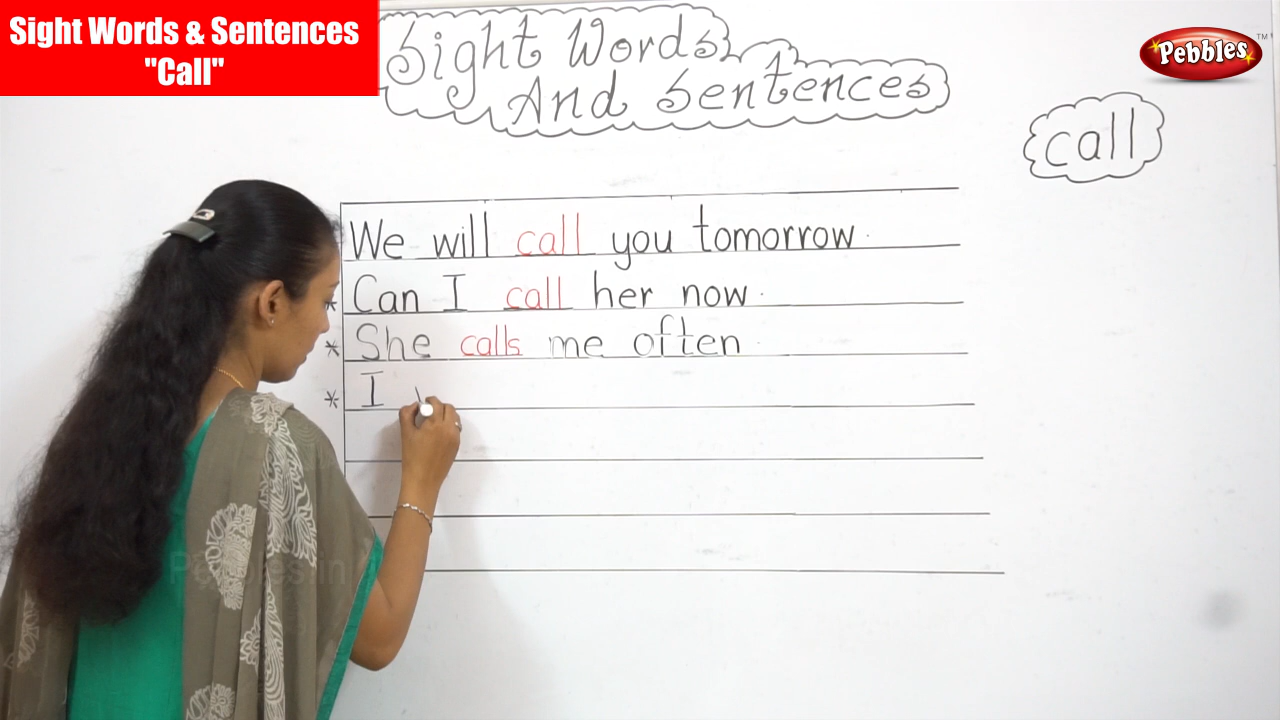 Sight Words & Sentences
"Call"
Sight Words
And Sentences
Pebbles
TM
call
We will call you tomorrow.
* Can I call her now.
* She calls me often.
* I